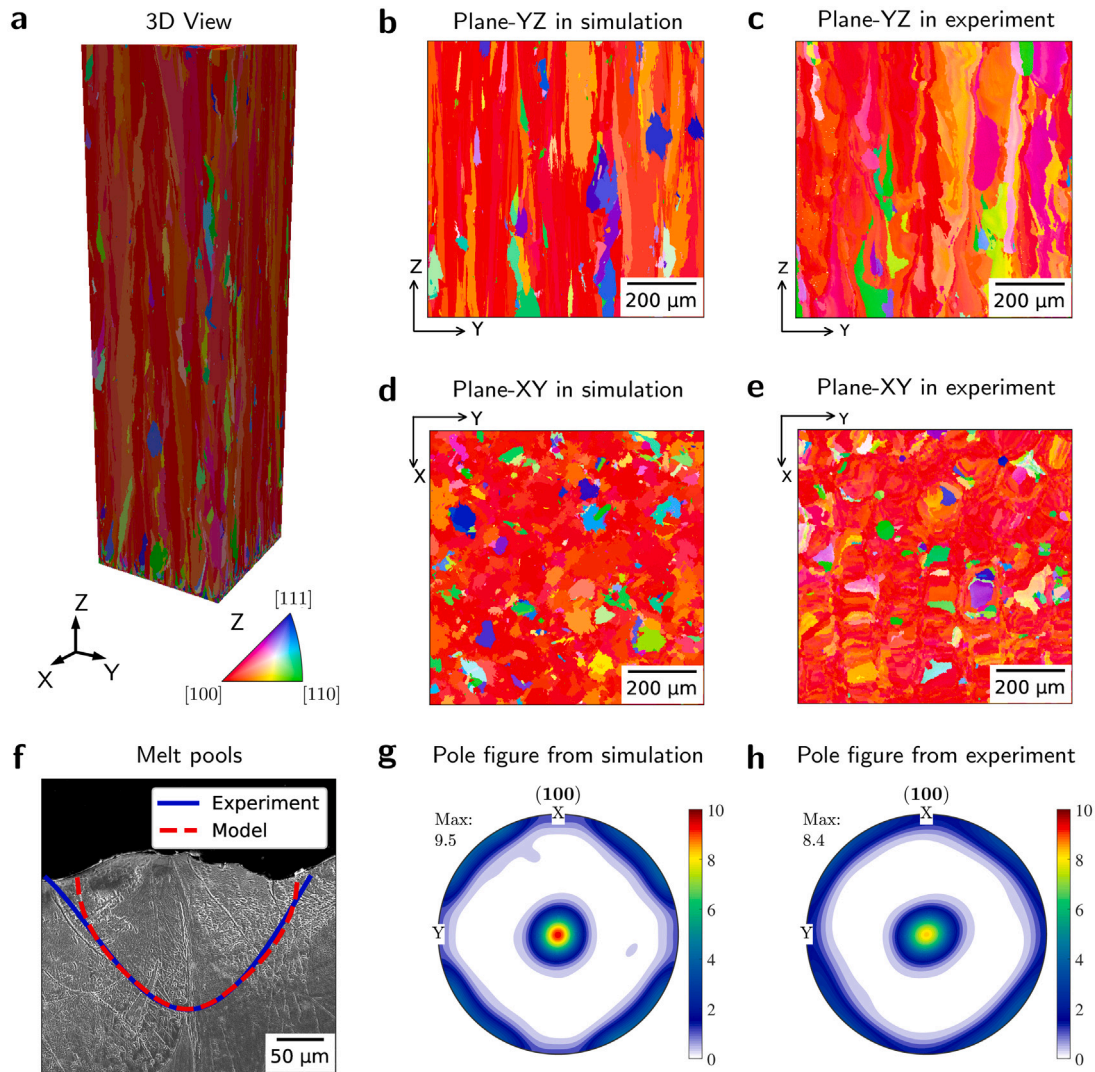 a
3D View
Z
X
Y
Z
[111]
[100]
[110]
b
Plane-YZ in simulation
Z
Y
200 μm
c
Plane-YZ in experiment
Z
Y
200 μm
d
Plane-XY in simulation
Y
X
200 μm
e
Plane-XY in experiment
Y
X
200 μm
f
Melt pools
Experiment
Model
50 μm
g
Pole figure from simulation
(100)
Max:
9.5
X
Y
10
8
6
4
2
0
h
Pole figure from experiment
(100)
Max:
8.4
X
Y
10
8
6
4
2
0